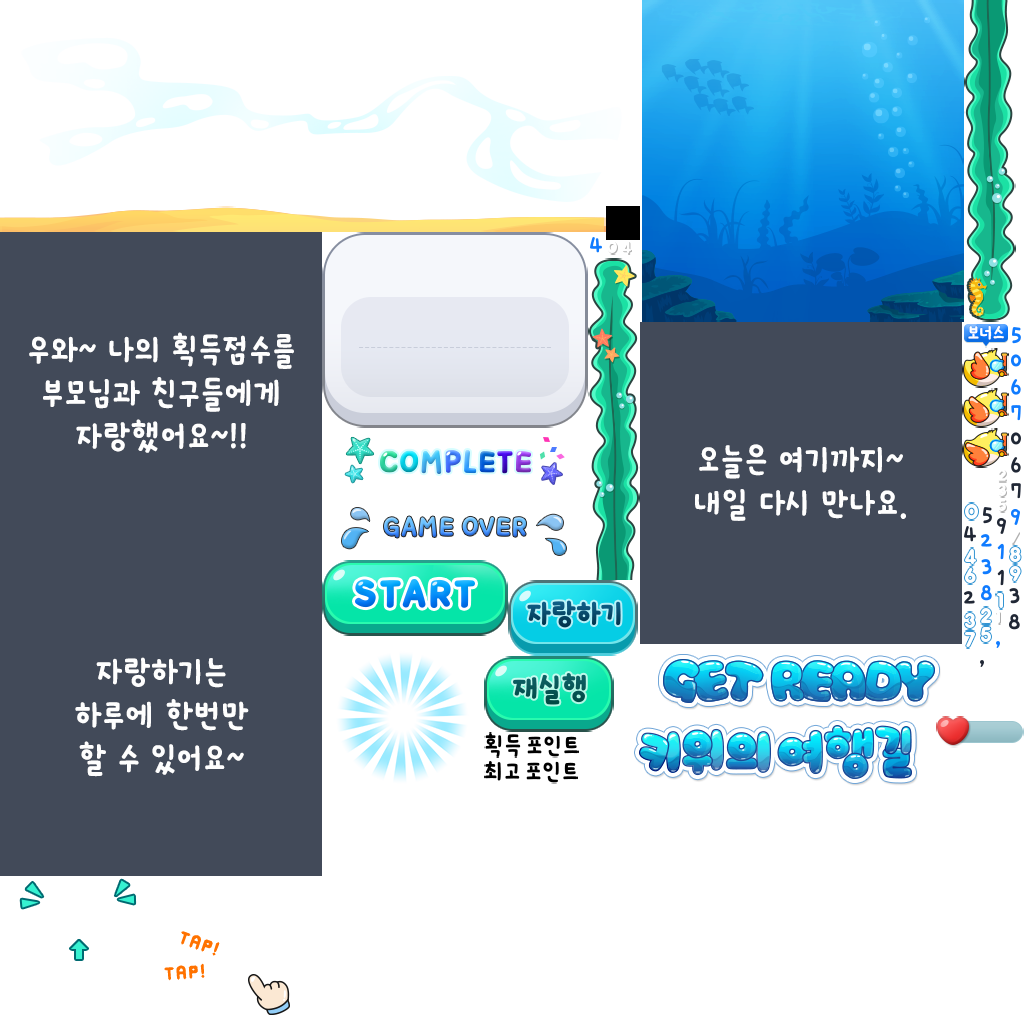 우와~ 나의 획득점수를
부모님과 친구들에게
자랑했어요~!!
COMPLETE
GAME OVER
START
자랑하기
재실행
획득 포인트
최고 포인트
자랑하기는
하루에 한번만
할 수 있어요~
보너스
오늘은 여기까지~
내일 다시 만나요.
GET READY
키위의 여행길
TAP!
TAP!